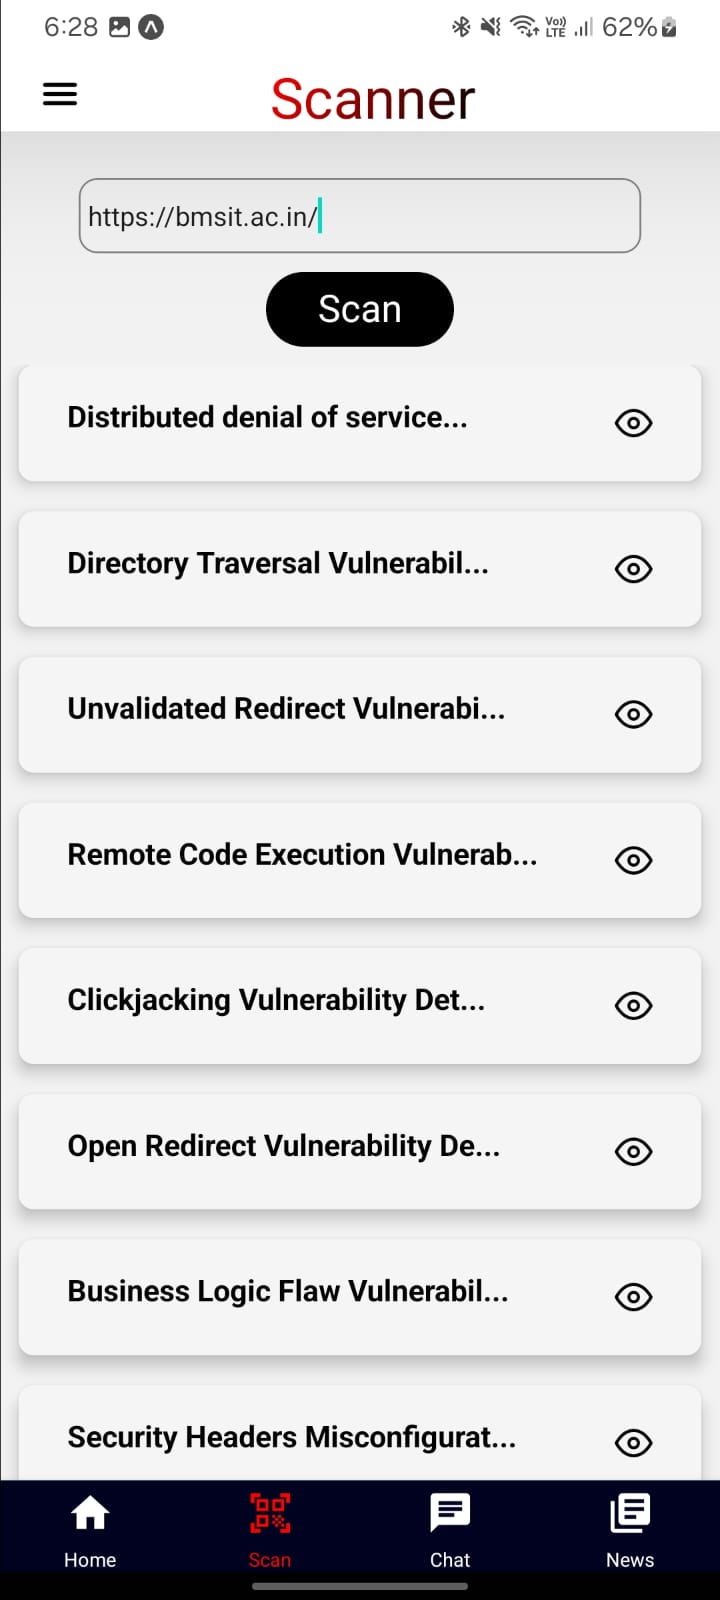 6:28 Vo)) LTE 62%
Scanner
https://bmsit.ac.in/
Scan
Distributed denial of service...
Directory Traversal Vulnerabil...
Unvalidated Redirect Vulnerabi...
Remote Code Execution Vulnerab...
Clickjacking Vulnerability Det...
Open Redirect Vulnerability De...
Business Logic Flaw Vulnerabil...
Security Headers Misconfigurat...
Home Scan Chat News